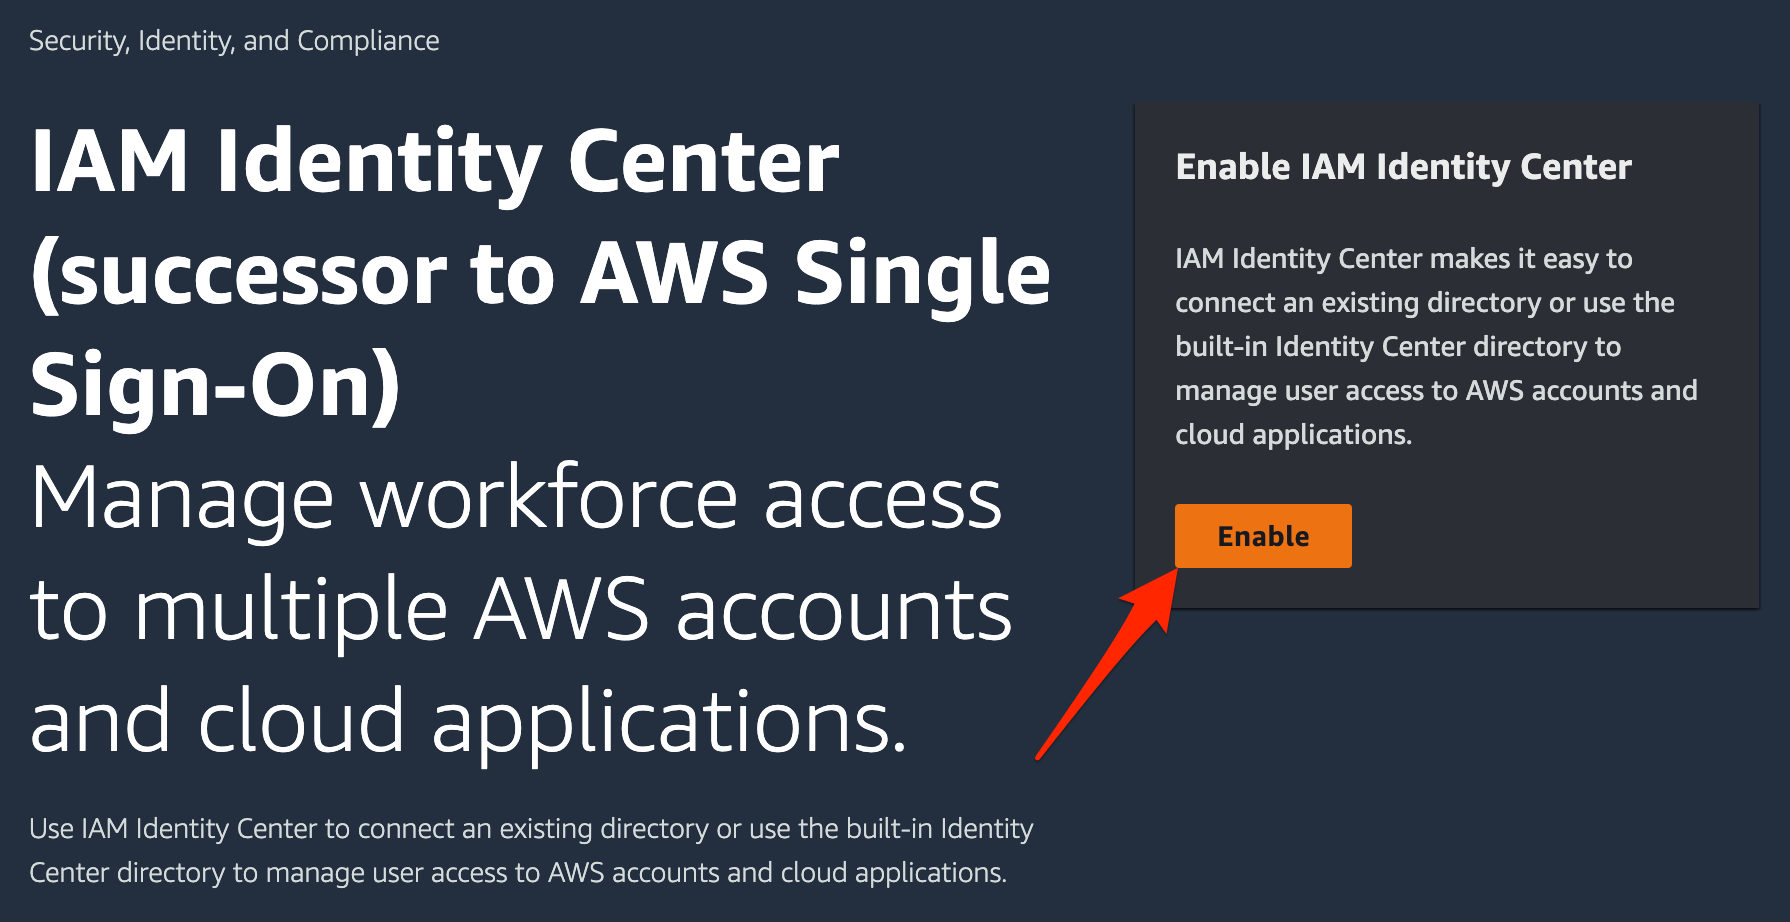 Security, Identity, and Compliance
IAM Identity Center
(successor to AWS Single
Sign-On)
Manage workforce access
to multiple AWS accounts
and cloud applications.
Use IAM Identity Center to connect an existing directory or use the built-in Identity
Center directory to manage user access to AWS accounts and cloud applications.
Enable IAM Identity Center
IAM Identity Center makes it easy to
connect an existing directory or use the
built-in Identity Center directory to
manage user access to AWS accounts and
cloud applications.
Enable